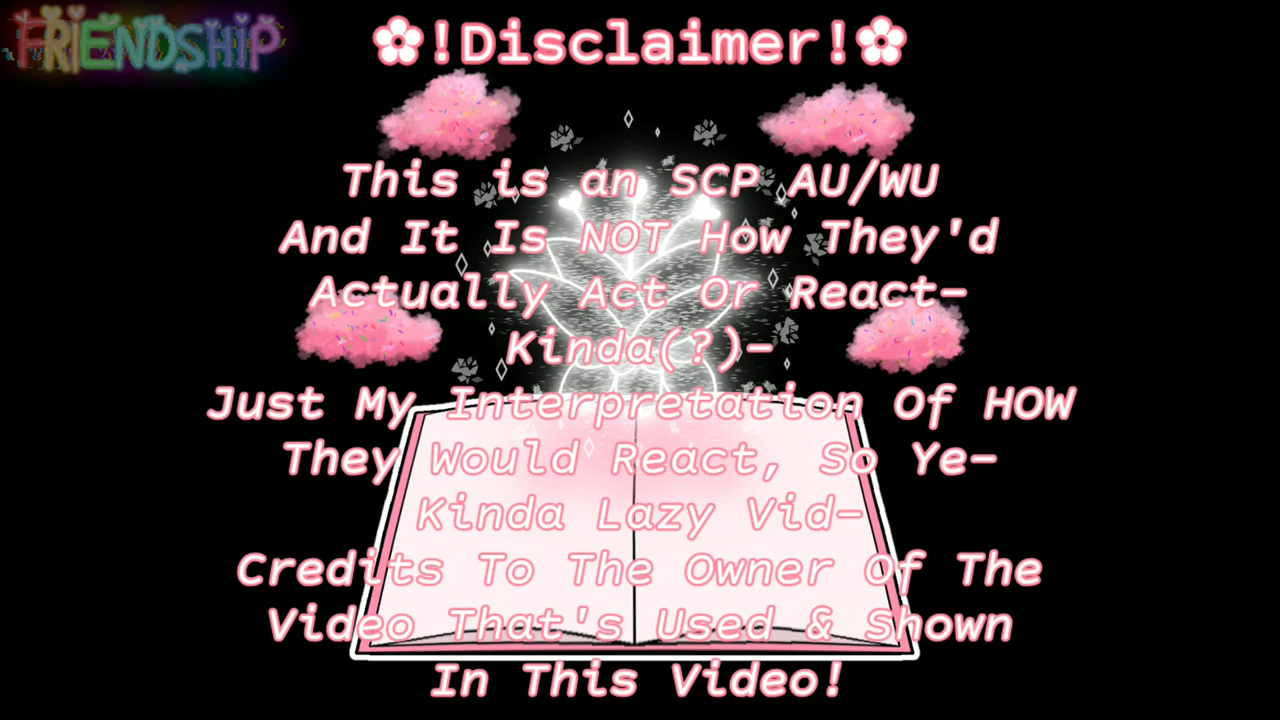 FRIENDSHIP
✿!Disclaimer!✿
This is an SCP AU/WU
And It Is NOT How They'd
Actually Act Or React-
Kinda(?)-
Just My Interpretation Of HOW
They Would React, So Ye-
Kinda Lazy Vid-
Credits To The Owner Of The
Video That's Used & Shown
In This Video!